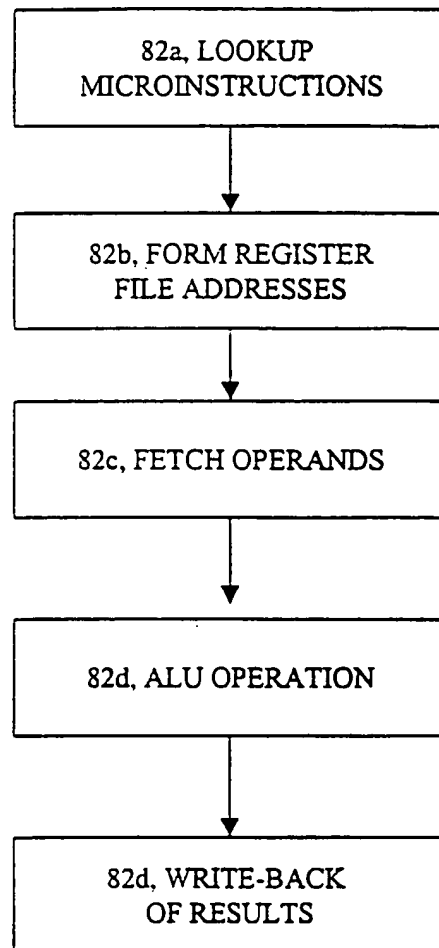 82a, LOOKUP
MICROINSTRUCTIONS
82b, FORM REGISTER
FILE ADDRESSES
82c, FETCH OPERANDS
82d, ALU OPERATION
82d, WRITE-BACK
OF RESULTS